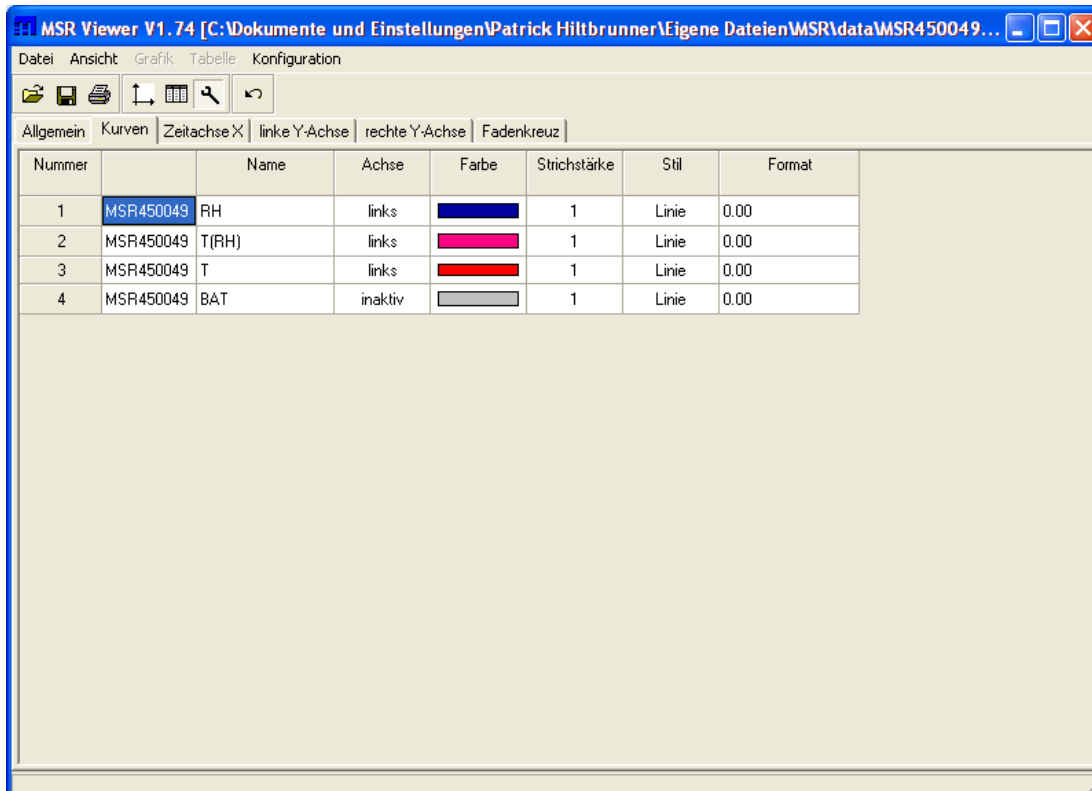 MSR Viewer V1.74 [C:\Dokumente und Einstellungen\Patrick Hiltbrunner\Eigene Dateien\MSR\data\MSR450049...
Datei Ansicht Grafik Tabelle Konfiguration
Allgemein Kurven Zeitachse X linke Y-Achse rechte Y-Achse Fadenkreuz
Nummer Name Achse Farbe Strichstärke Stil Format
1 MSR450049 RH links 1 Linie 0.00
2 MSR450049 T(RH) links 1 Linie 0.00
3 MSR450049 T links 1 Linie 0.00
4 MSR450049 BAT inaktiv 1 Linie 0.00